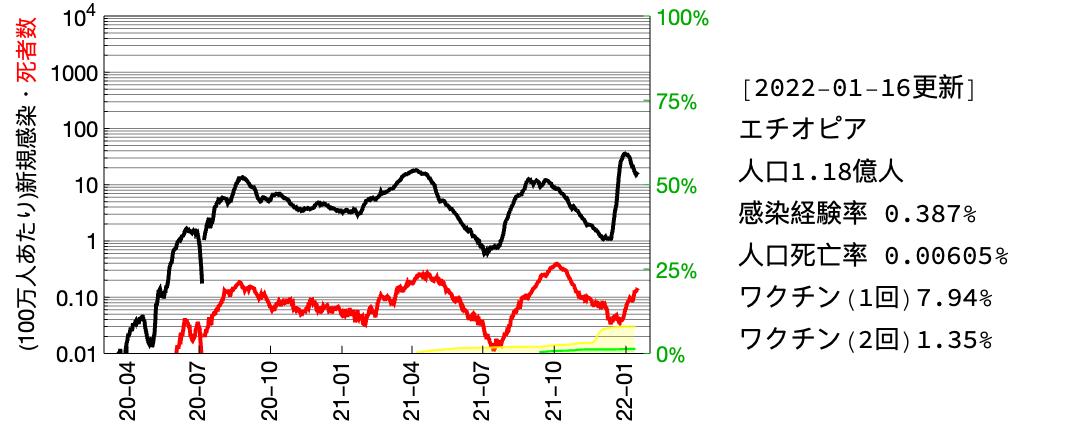 (100万人あたり)新規感染・死者数
10^4
1000
100
10
1
0.10
0.01
100%
75%
50%
25%
0%
20-04
20-07
20-10
21-01
21-04
21-07
21-10
22-01
[2022-01-16更新]
エチオピア
人口1.18億人
感染経験率 0.387%
人口死亡率 0.00605%
ワクチン(1回)7.94%
ワクチン(2回)1.35%